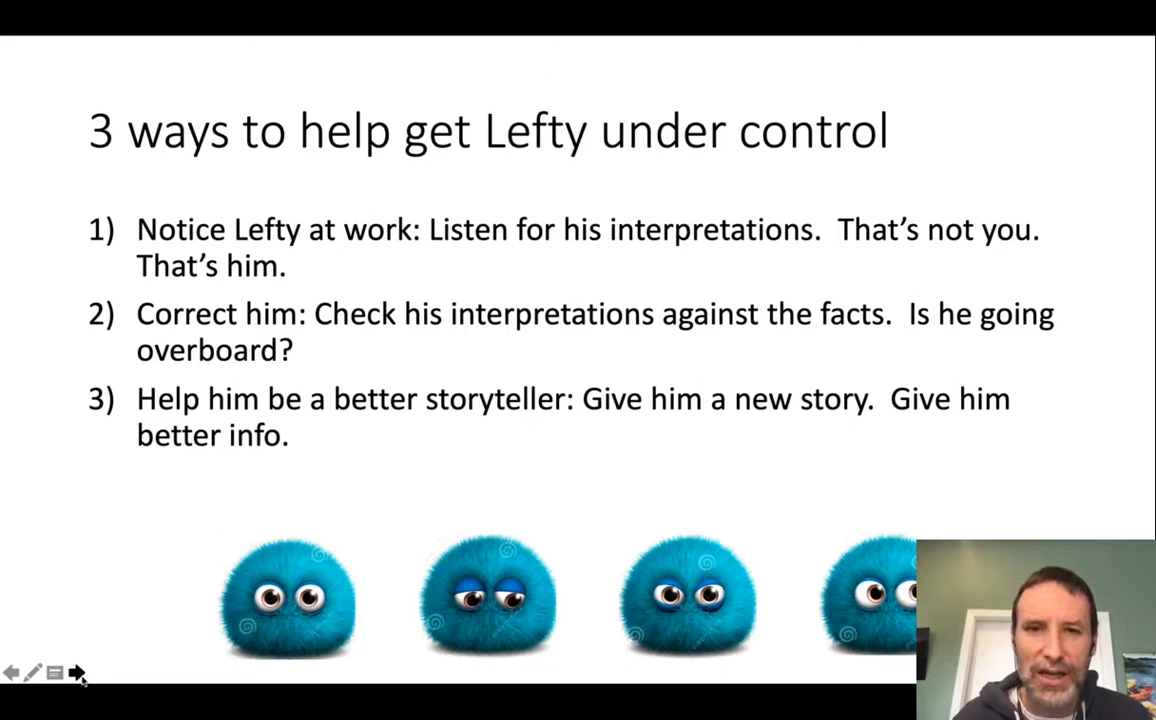 3 ways to help get Lefty under control
1) Notice Lefty at work: Listen for his interpretations.  That’s not you.
That’s him.
2) Correct him: Check his interpretations against the facts.  Is he going
overboard?
3) Help him be a better storyteller: Give him a new story.  Give him
better info.